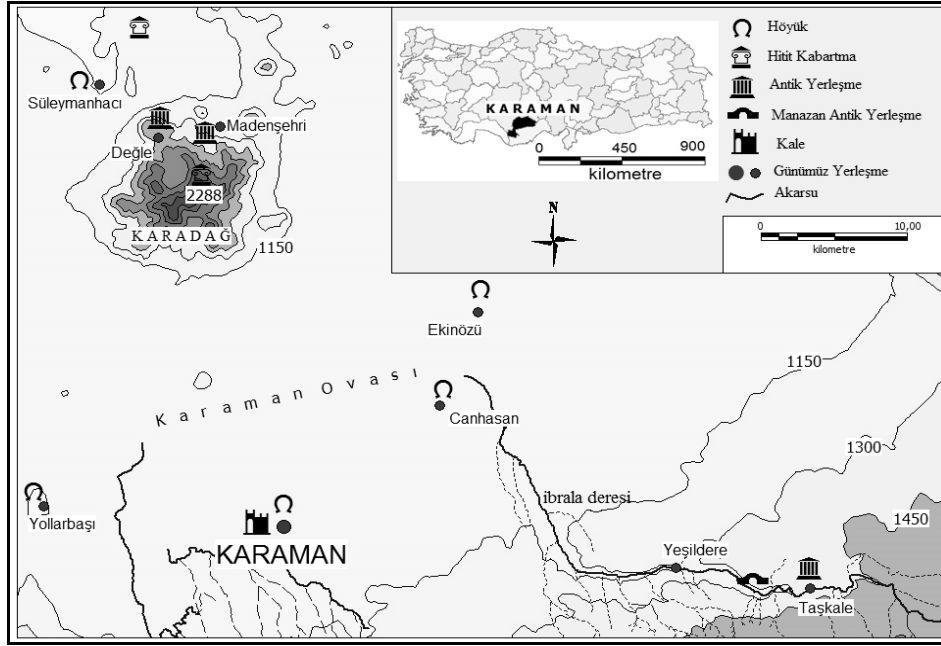 Süleymanhacı
Madenşehri
Değle
2288
KARADAĞ
1150
KARAMAN
0 450 900
kilometre
N
Höyük
Hitit Kabartma
Antik Yerleşme
Manazan Antik Yerleşme
Kale
Günümüz Yerleşme
Akarsu
0 10,00
kilometre
Ekinözü
Karaman Ovası
Canhasan
1150
1300
1450
Yollarbaşı
KARAMAN
ibrala deresi
Yeşildere
Taşkale